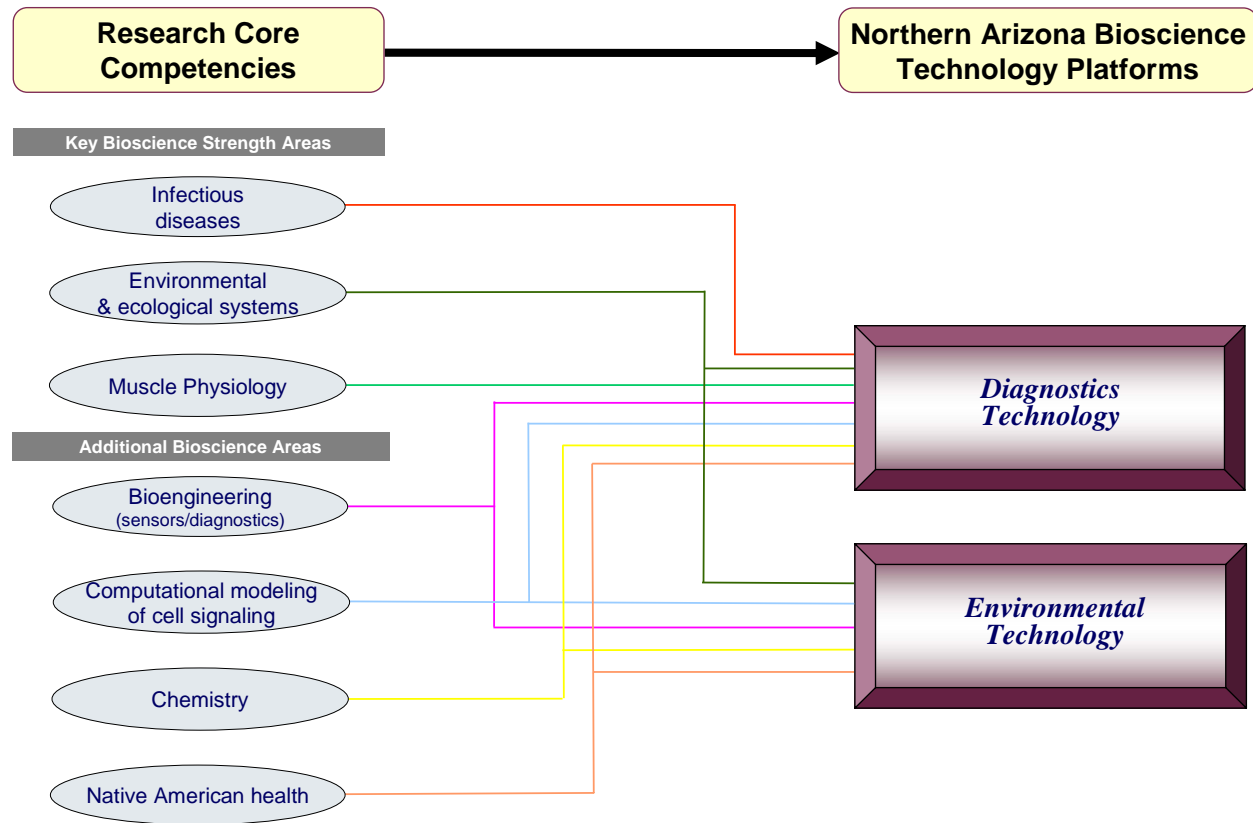 Research Core
Competencies
Northern Arizona Bioscience
Technology Platforms
Key Bioscience Strength Areas
Infectious
diseases
Environmental
& ecological systems
Muscle Physiology
Additional Bioscience Areas
Bioengineering
(sensors/diagnostics)
Computational modeling
of cell signaling
Chemistry
Native American health
Diagnostics
Technology
Environmental
Technology